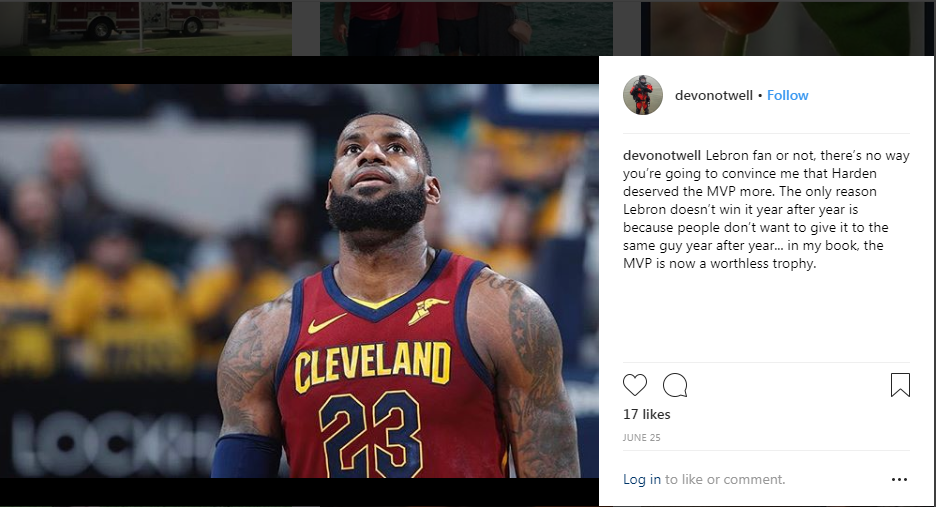 devonotwell • Follow
devonotwell Lebron fan or not, there's no way
you're going to convince me that Harden
deserved the MVP more. The only reason
Lebron doesn't win it year after year is
because people don't want to give it to the
same guy year after year... in my book, the
MVP is now a worthless trophy.
CLEVELAND
23
LOCKH
17 likes
JUNE 25
Log in to like or comment.